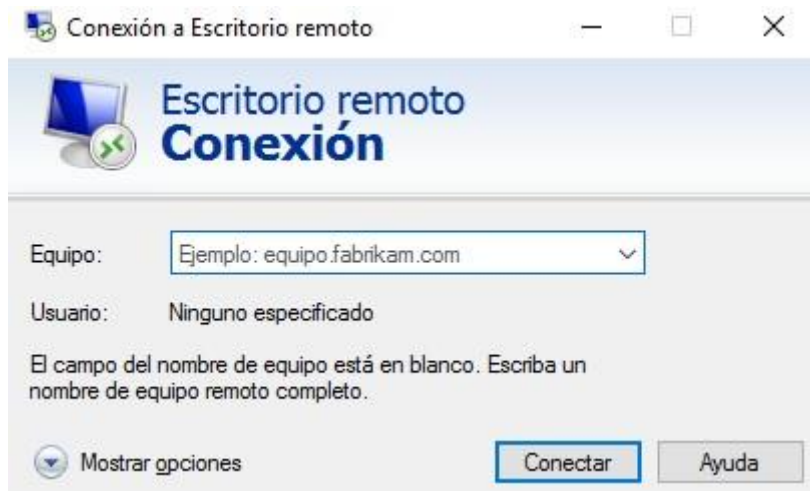 Conexión a Escritorio remoto
Escritorio remoto
Conexión
Equipo: Ejemplo: equipo.fabrikam.com
Usuario: Ninguno especificado
El campo del nombre de equipo está en blanco. Escriba un
nombre de equipo remoto completo.
Mostrar opciones Conectar Ayuda